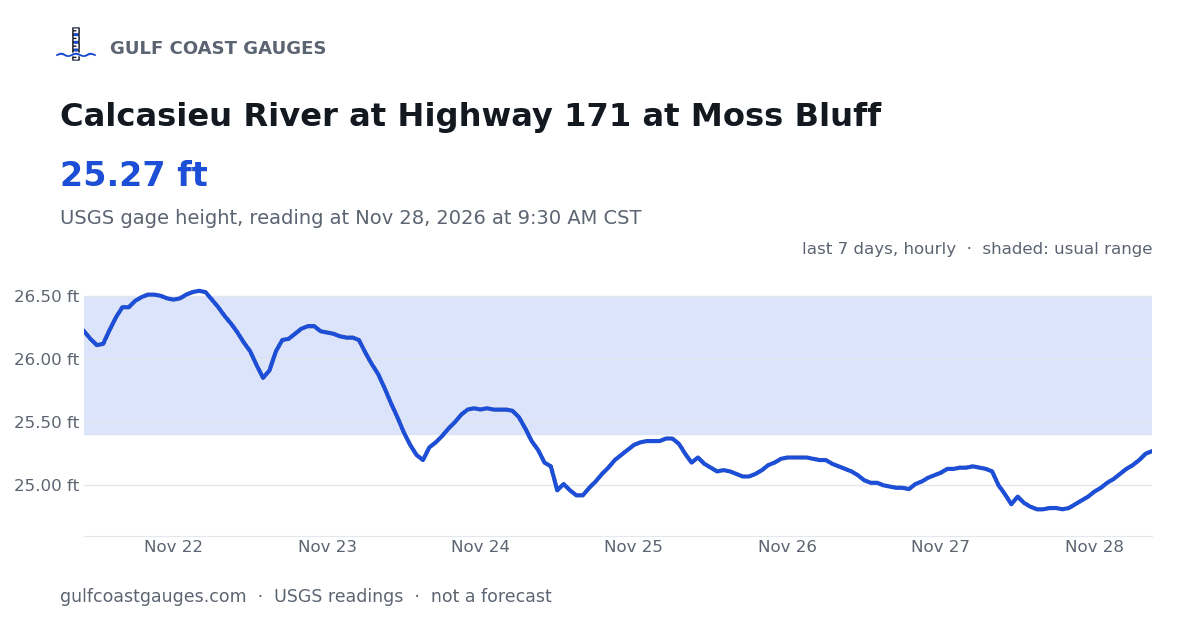 GULF COAST GAUGES
Calcasieu River at Highway 171 at Moss Bluff
25.27 ft
USGS gage height, reading at Nov 28, 2026 at 9:30 AM CST
last 7 days, hourly · shaded: usual range
26.50 ft
26.00 ft
25.50 ft
25.00 ft
Nov 22 Nov 23 Nov 24 Nov 25 Nov 26 Nov 27 Nov 28
gulfcoastgauges.com · USGS readings · not a forecast